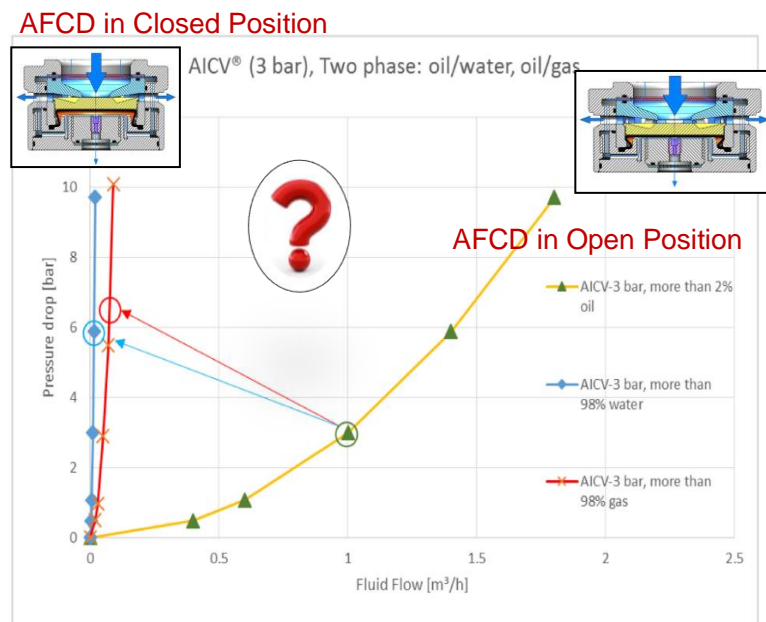 AFCD in Closed Position
AICV® (3 bar), Two phase: oil/water, oil/gas
?
AFCD in Open Position
10
8
6
4
2
0
Pressure drop [bar]
AICV-3 bar, more than 2%
oil
AICV-3 bar, more than
98% water
AICV-3 bar, more than
98% gas
0
0.5
1
1.5
2
2.5
Fluid Flow [m³/h]